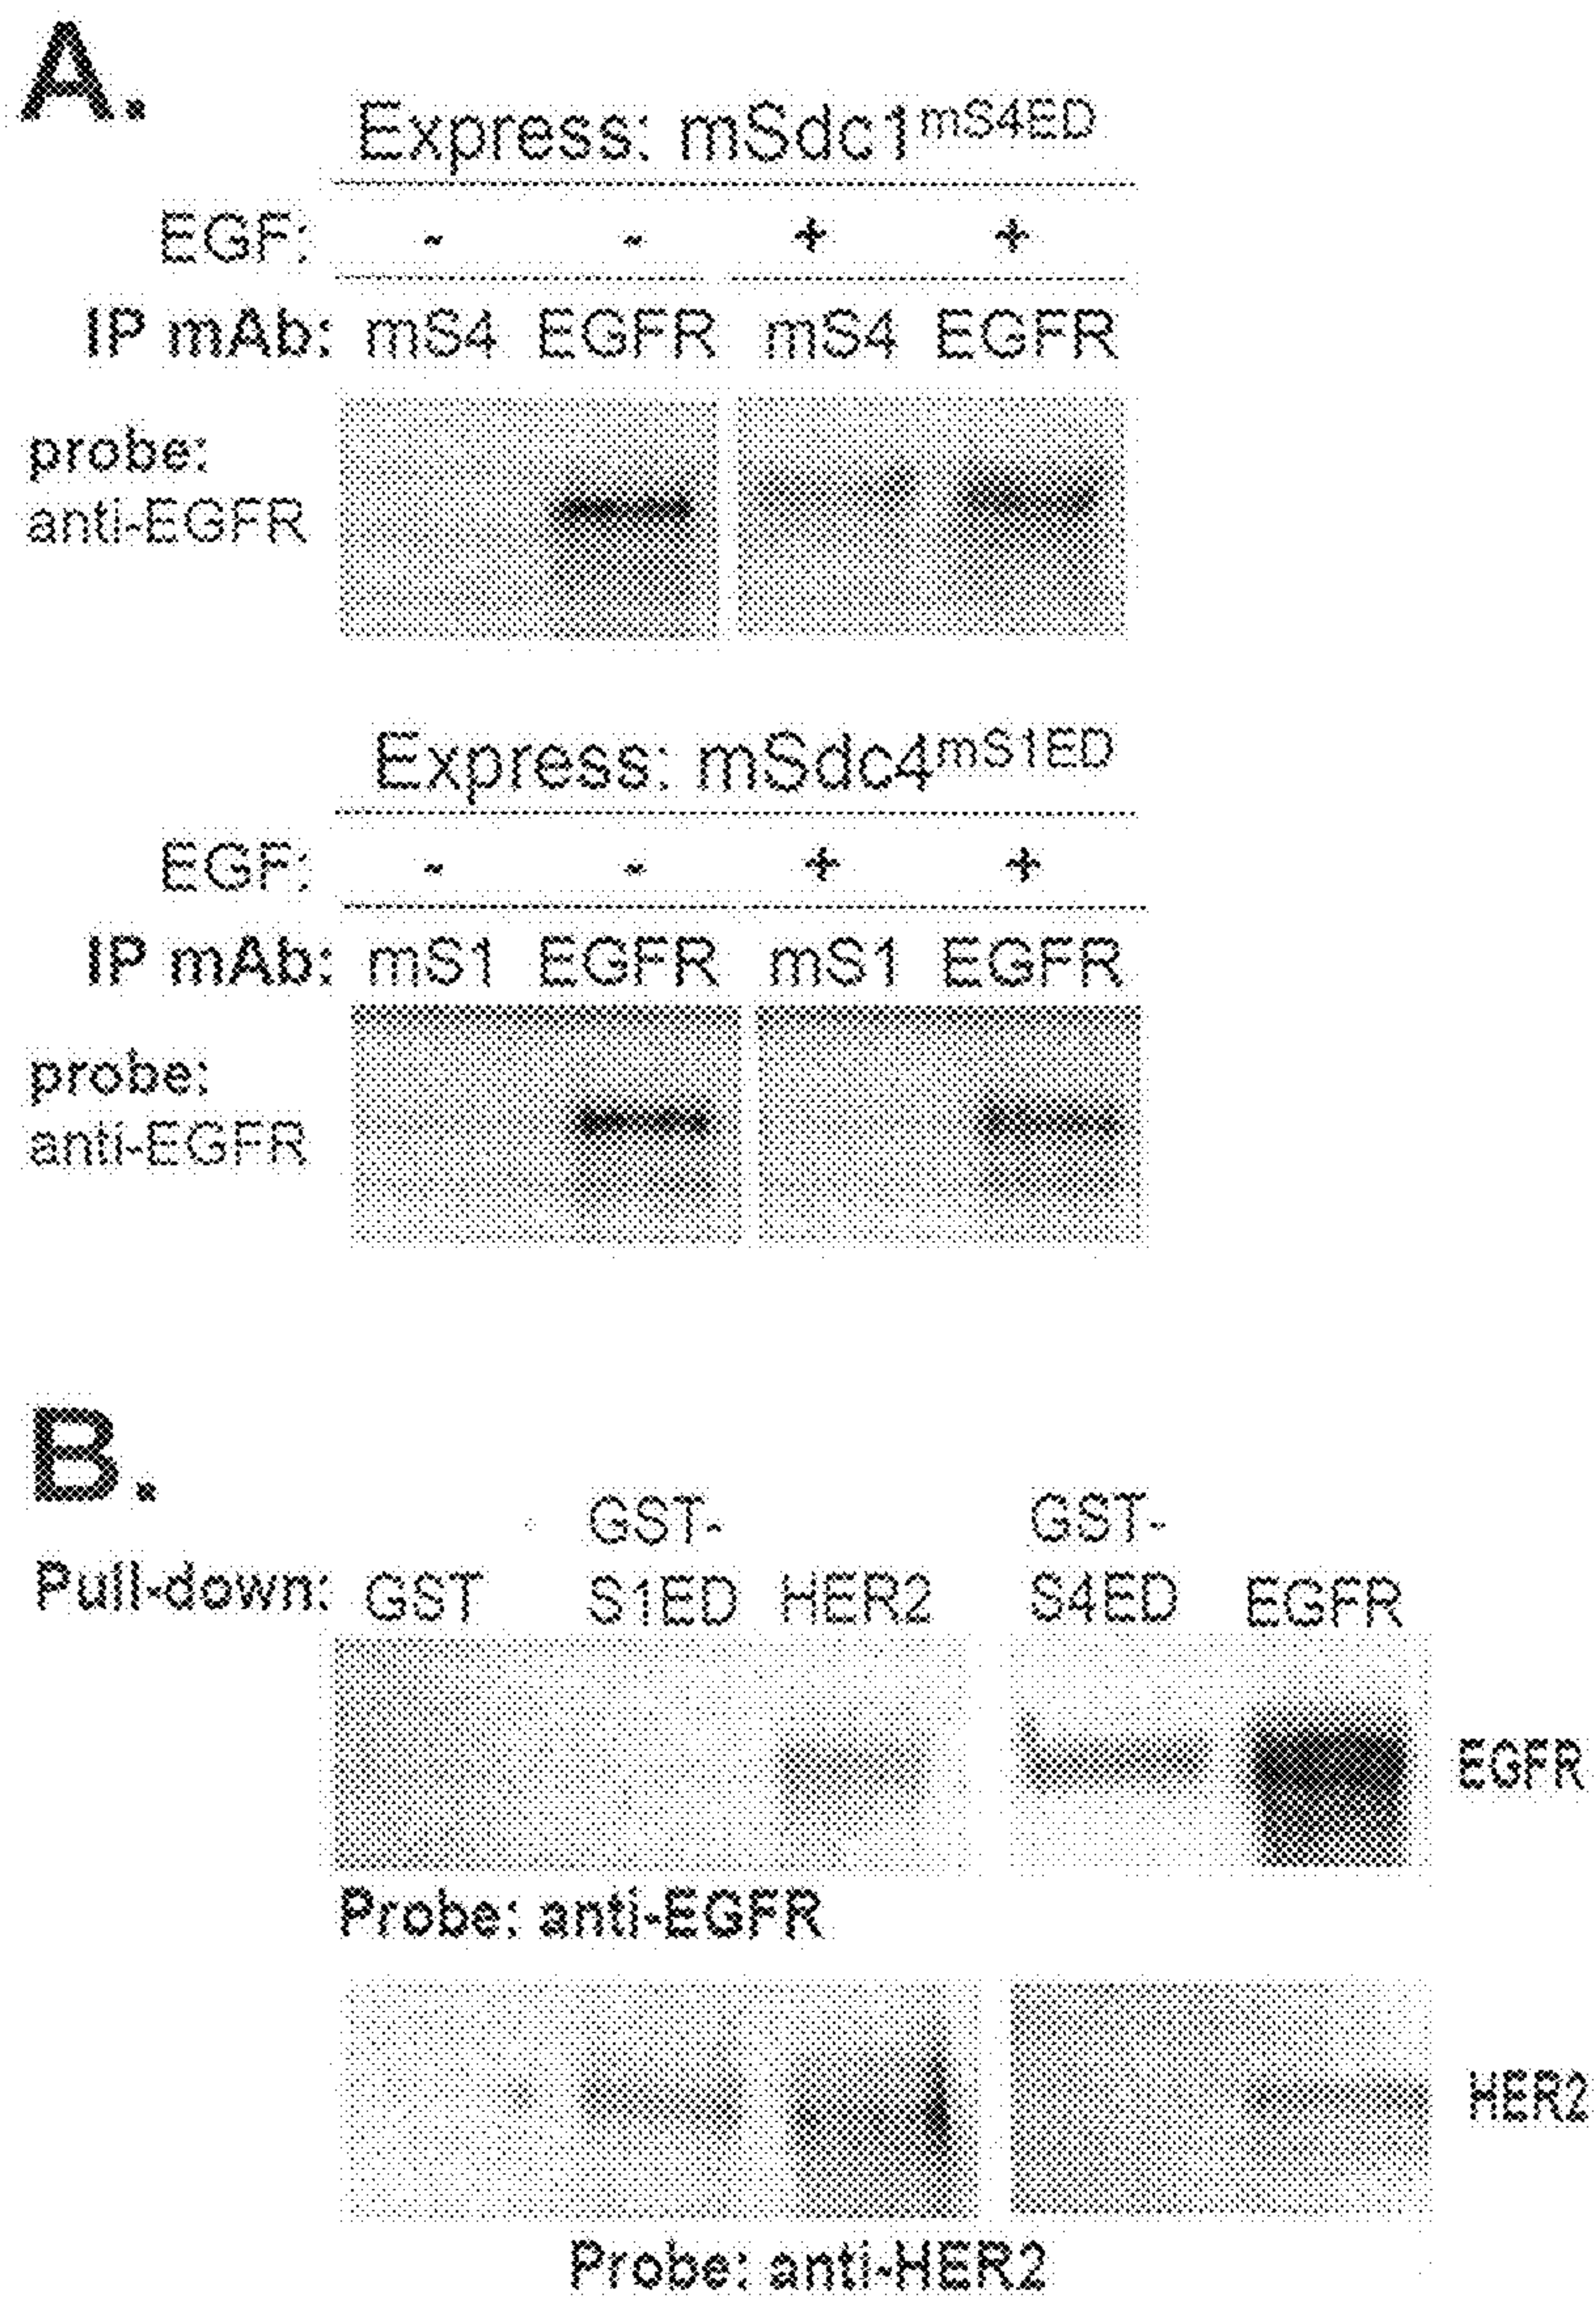 A.
Express: mSdc1mS4ED
EGF: - - + +
IP mAb: mS4 EGFR mS4 EGFR
probe:
anti-EGFR
Express: mSdc4mS1ED
EGF: - - + +
IP mAb: mS1 EGFR mS1 EGFR
probe:
anti-EGFR
B.
GST- GST-
Pull-down: GST S1ED HER2 S4ED EGFR
EGFR
Probe: anti-EGFR
HER2
Probe: anti-HER2